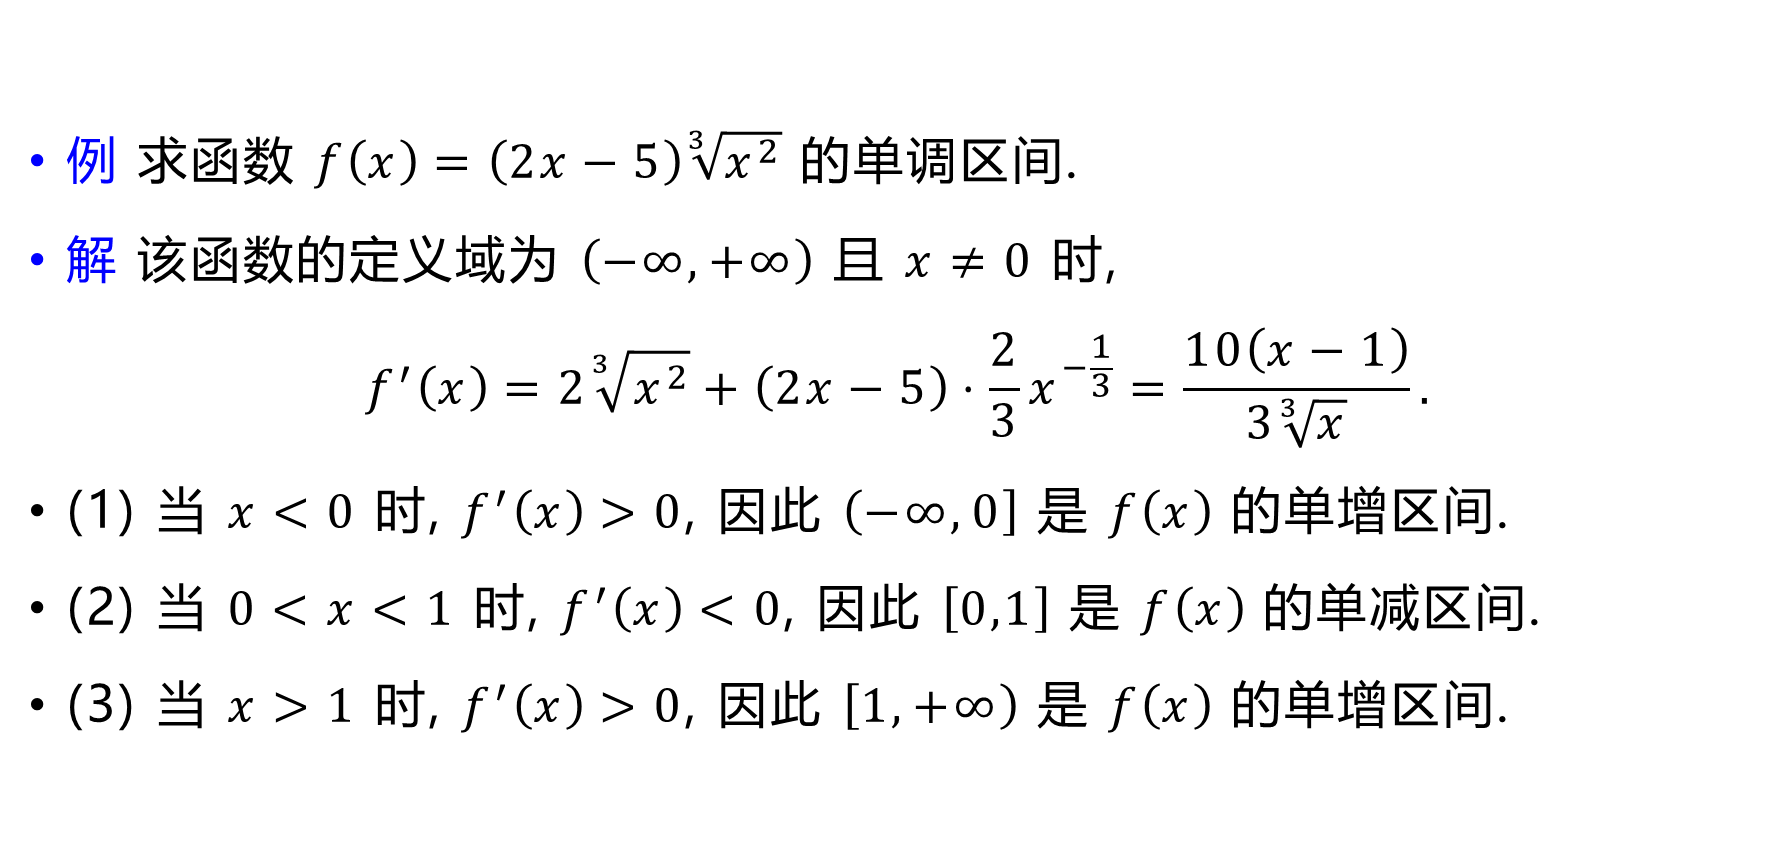 • 例 求函数 f(x) = (2x − 5)∛(x²) 的单调区间.
• 解 该函数的定义域为 (−∞, +∞) 且 x ≠ 0 时,
f′(x) = 2∛(x²) + (2x − 5) · 2/3 x^(−1/3) = 10(x − 1)/(3∛x).
• (1) 当 x < 0 时, f′(x) > 0, 因此 (−∞, 0] 是 f(x) 的单增区间.
• (2) 当 0 < x < 1 时, f′(x) < 0, 因此 [0,1] 是 f(x) 的单减区间.
• (3) 当 x > 1 时, f′(x) > 0, 因此 [1, +∞) 是 f(x) 的单增区间.